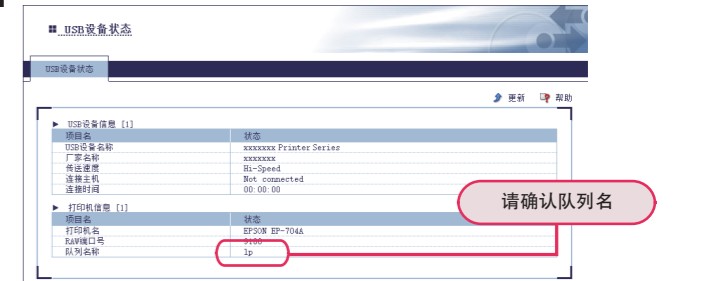 USB设备状态
USB设备状态
更新 帮助
► USB设备信息 [1]
项目名 状态
USB设备名称 xxxxxxx Printer Series
厂家名称 xxxxxxx
传送速度 Hi-Speed
连接主机 Not connected
连接时间 00:00:00
请确认队列名
► 打印机信息 [1]
项目名 状态
打印机名 EPSON EP-704A
RAW端口号 9100
队列名称 lp